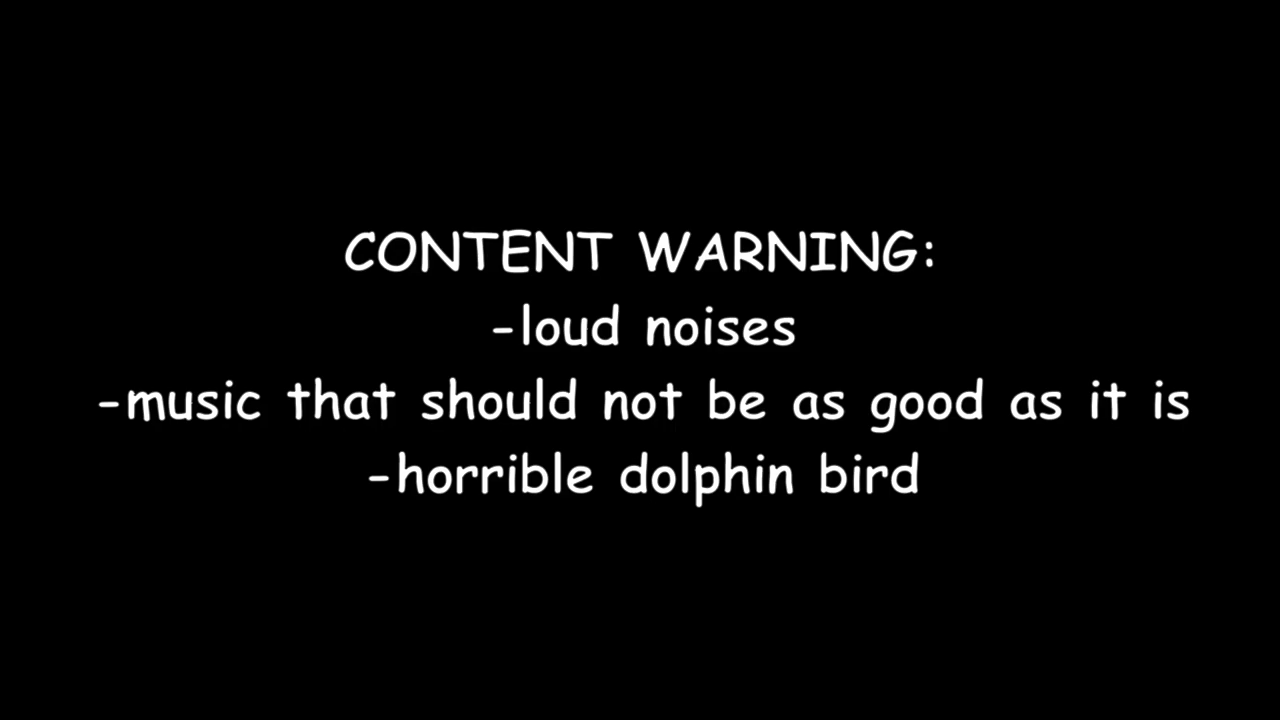 CONTENT WARNING:
-loud noises
-music that should not be as good as it is
-horrible dolphin bird